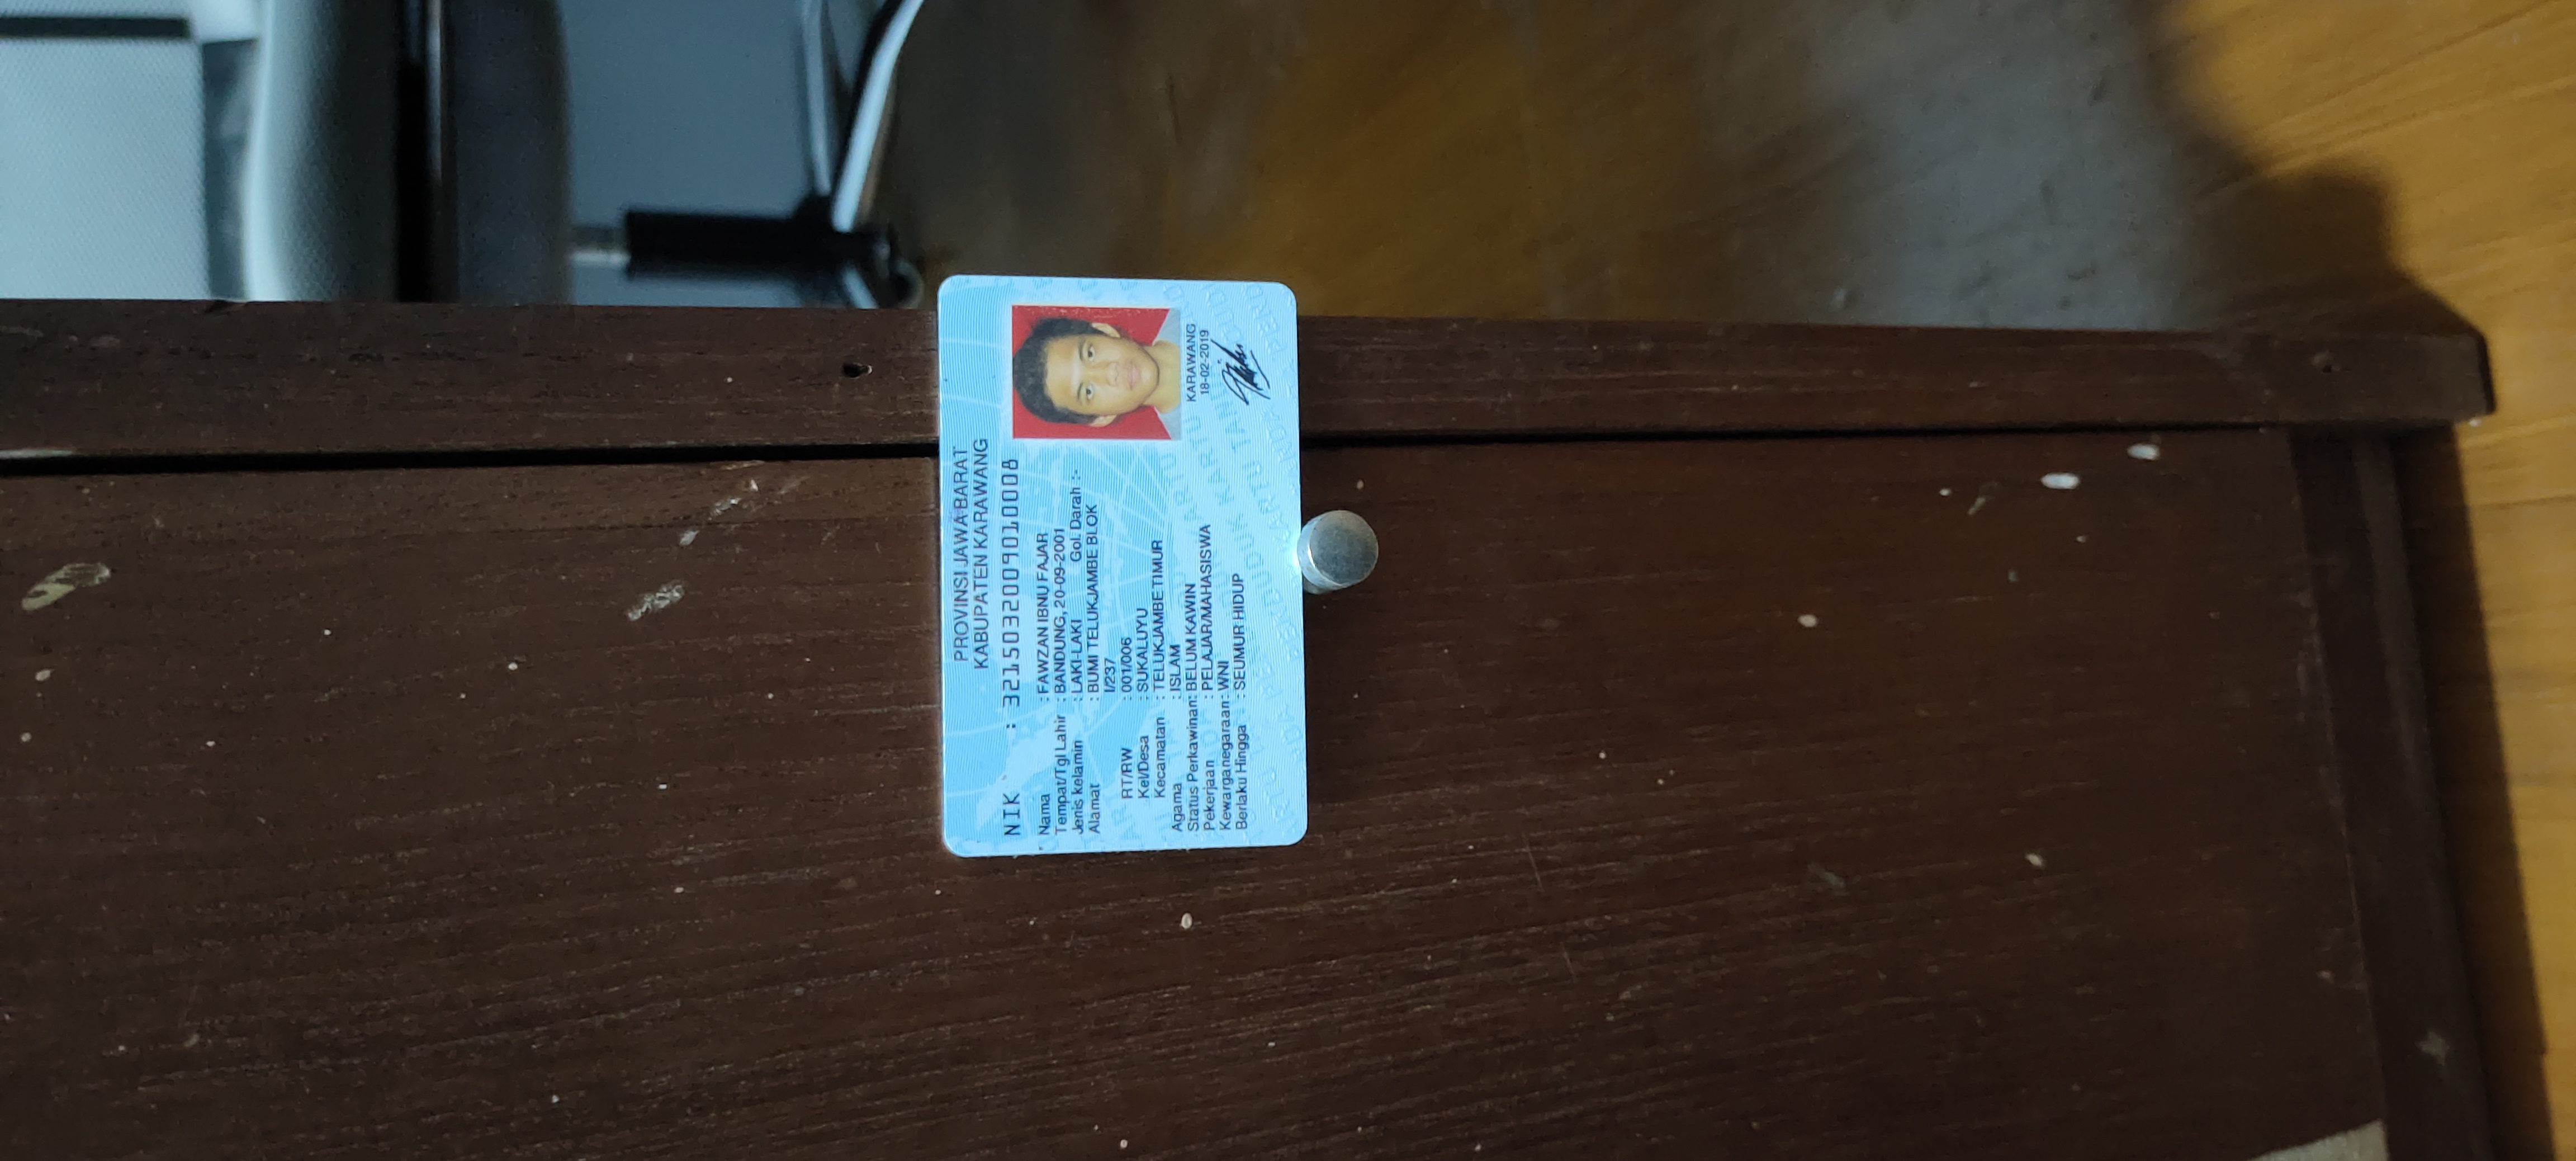 PROVINSI JAWA BARAT
KABUPATEN KARAWANG
NIK : 3215032009010008
Nama : FAWZAN IBNU FAJAR
Tempat/Tgl Lahir : BANDUNG, 20-09-2001
Jenis kelamin : LAKI-LAKI Gol. Darah :-
Alamat : BUMI TELUKJAMBE BLOK
I/237
RT/RW : 001/006
Kel/Desa : SUKALUYU
Kecamatan : TELUKJAMBE TIMUR
Agama : ISLAM
Status Perkawinan: BELUM KAWIN
Pekerjaan : PELAJAR/MAHASISWA
Kewarganegaraan: WNI
Berlaku Hingga : SEUMUR HIDUP
KARAWANG
18-02-2019